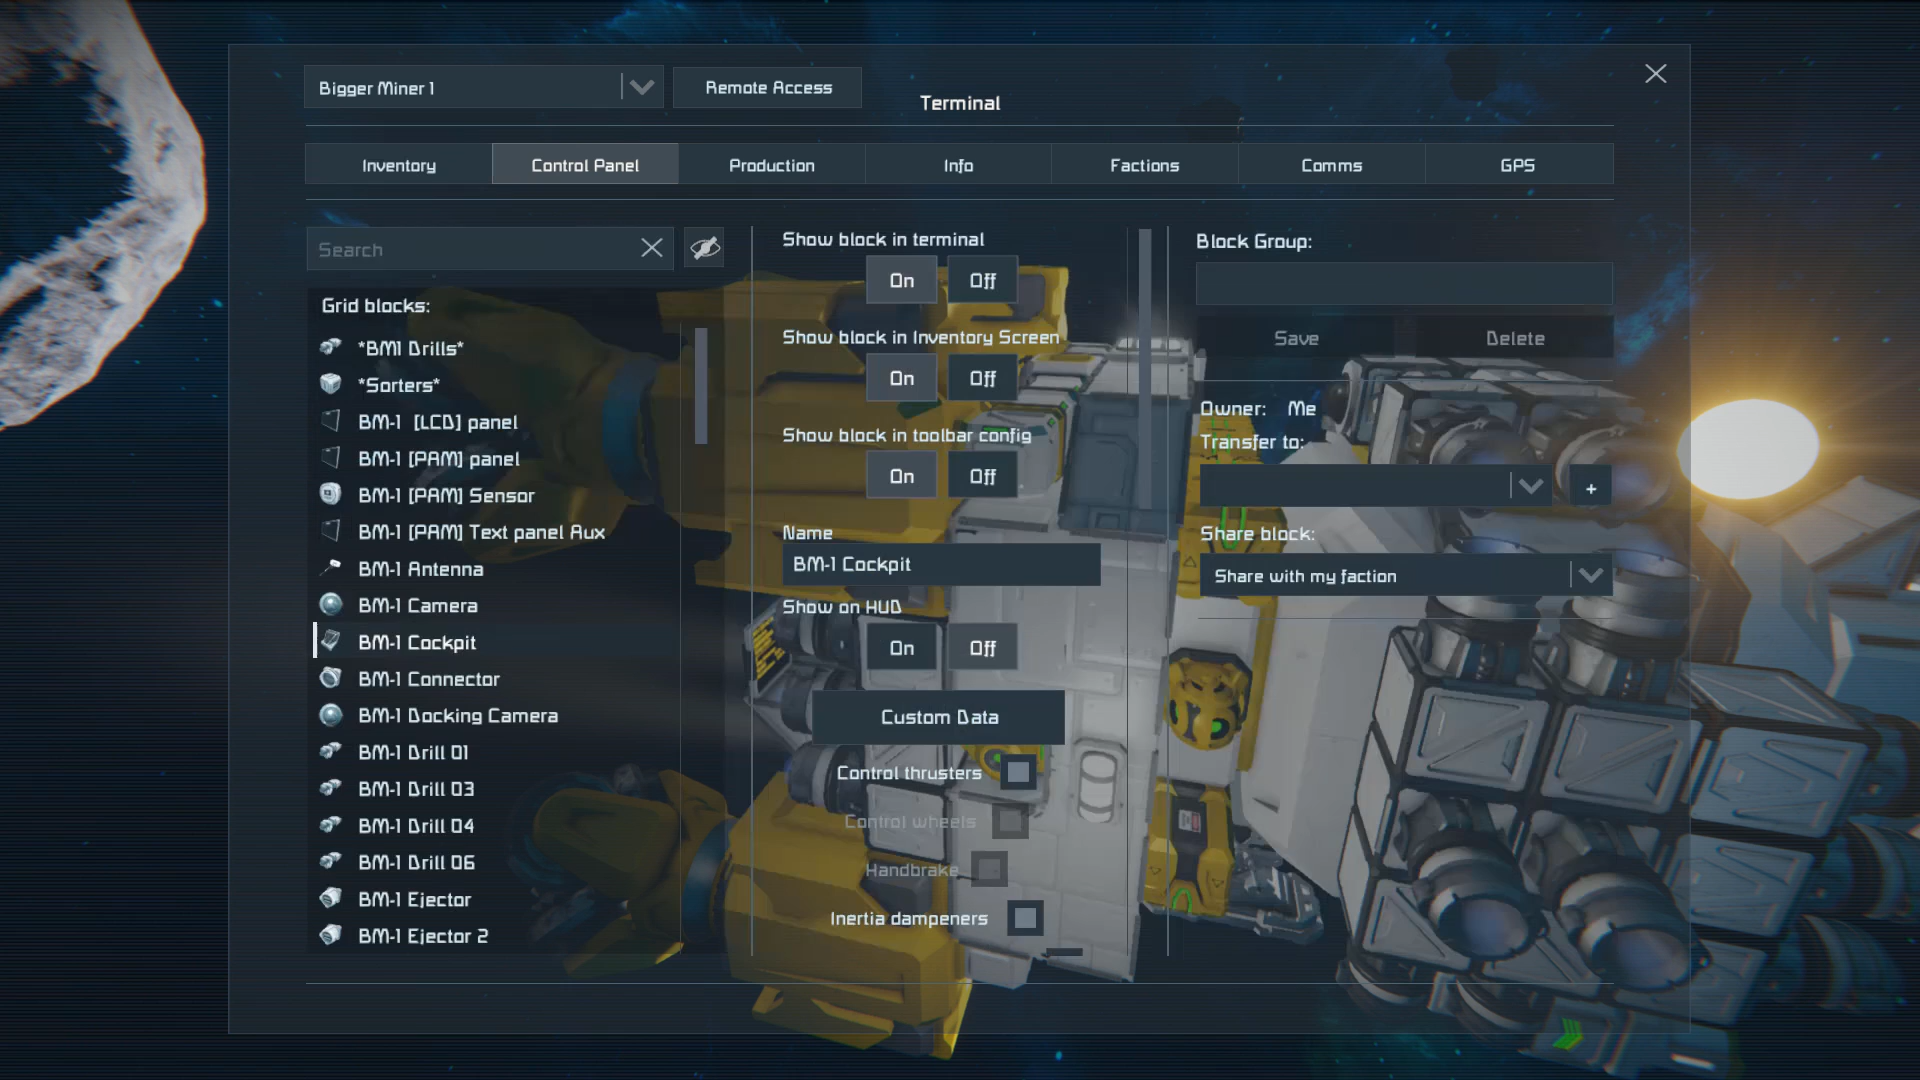 Bigger Miner 1
Remote Access
Terminal
Inventory
Control Panel
Production
Info
Factions
Comms
GPS
Search
Grid blocks:
*BM1 Drills*
*Sorters*
BM-1 [LCD] panel
BM-1 [PAM] panel
BM-1 [PAM] Sensor
BM-1 [PAM] Text panel Aux
BM-1 Antenna
BM-1 Camera
BM-1 Cockpit
BM-1 Connector
BM-1 Docking Camera
BM-1 Drill 01
BM-1 Drill 03
BM-1 Drill 04
BM-1 Drill 06
BM-1 Ejector
BM-1 Ejector 2
Show block in terminal
On Off
Show block in Inventory Screen
On Off
Show block in toolbar config
On Off
Name
BM-1 Cockpit
Show on HUD
On Off
Custom Data
Control thrusters
Control wheels
Handbrake
Inertia dampeners
Block Group:
Save Delete
Owner: Me
Transfer to:
+
Share block:
Share with my faction